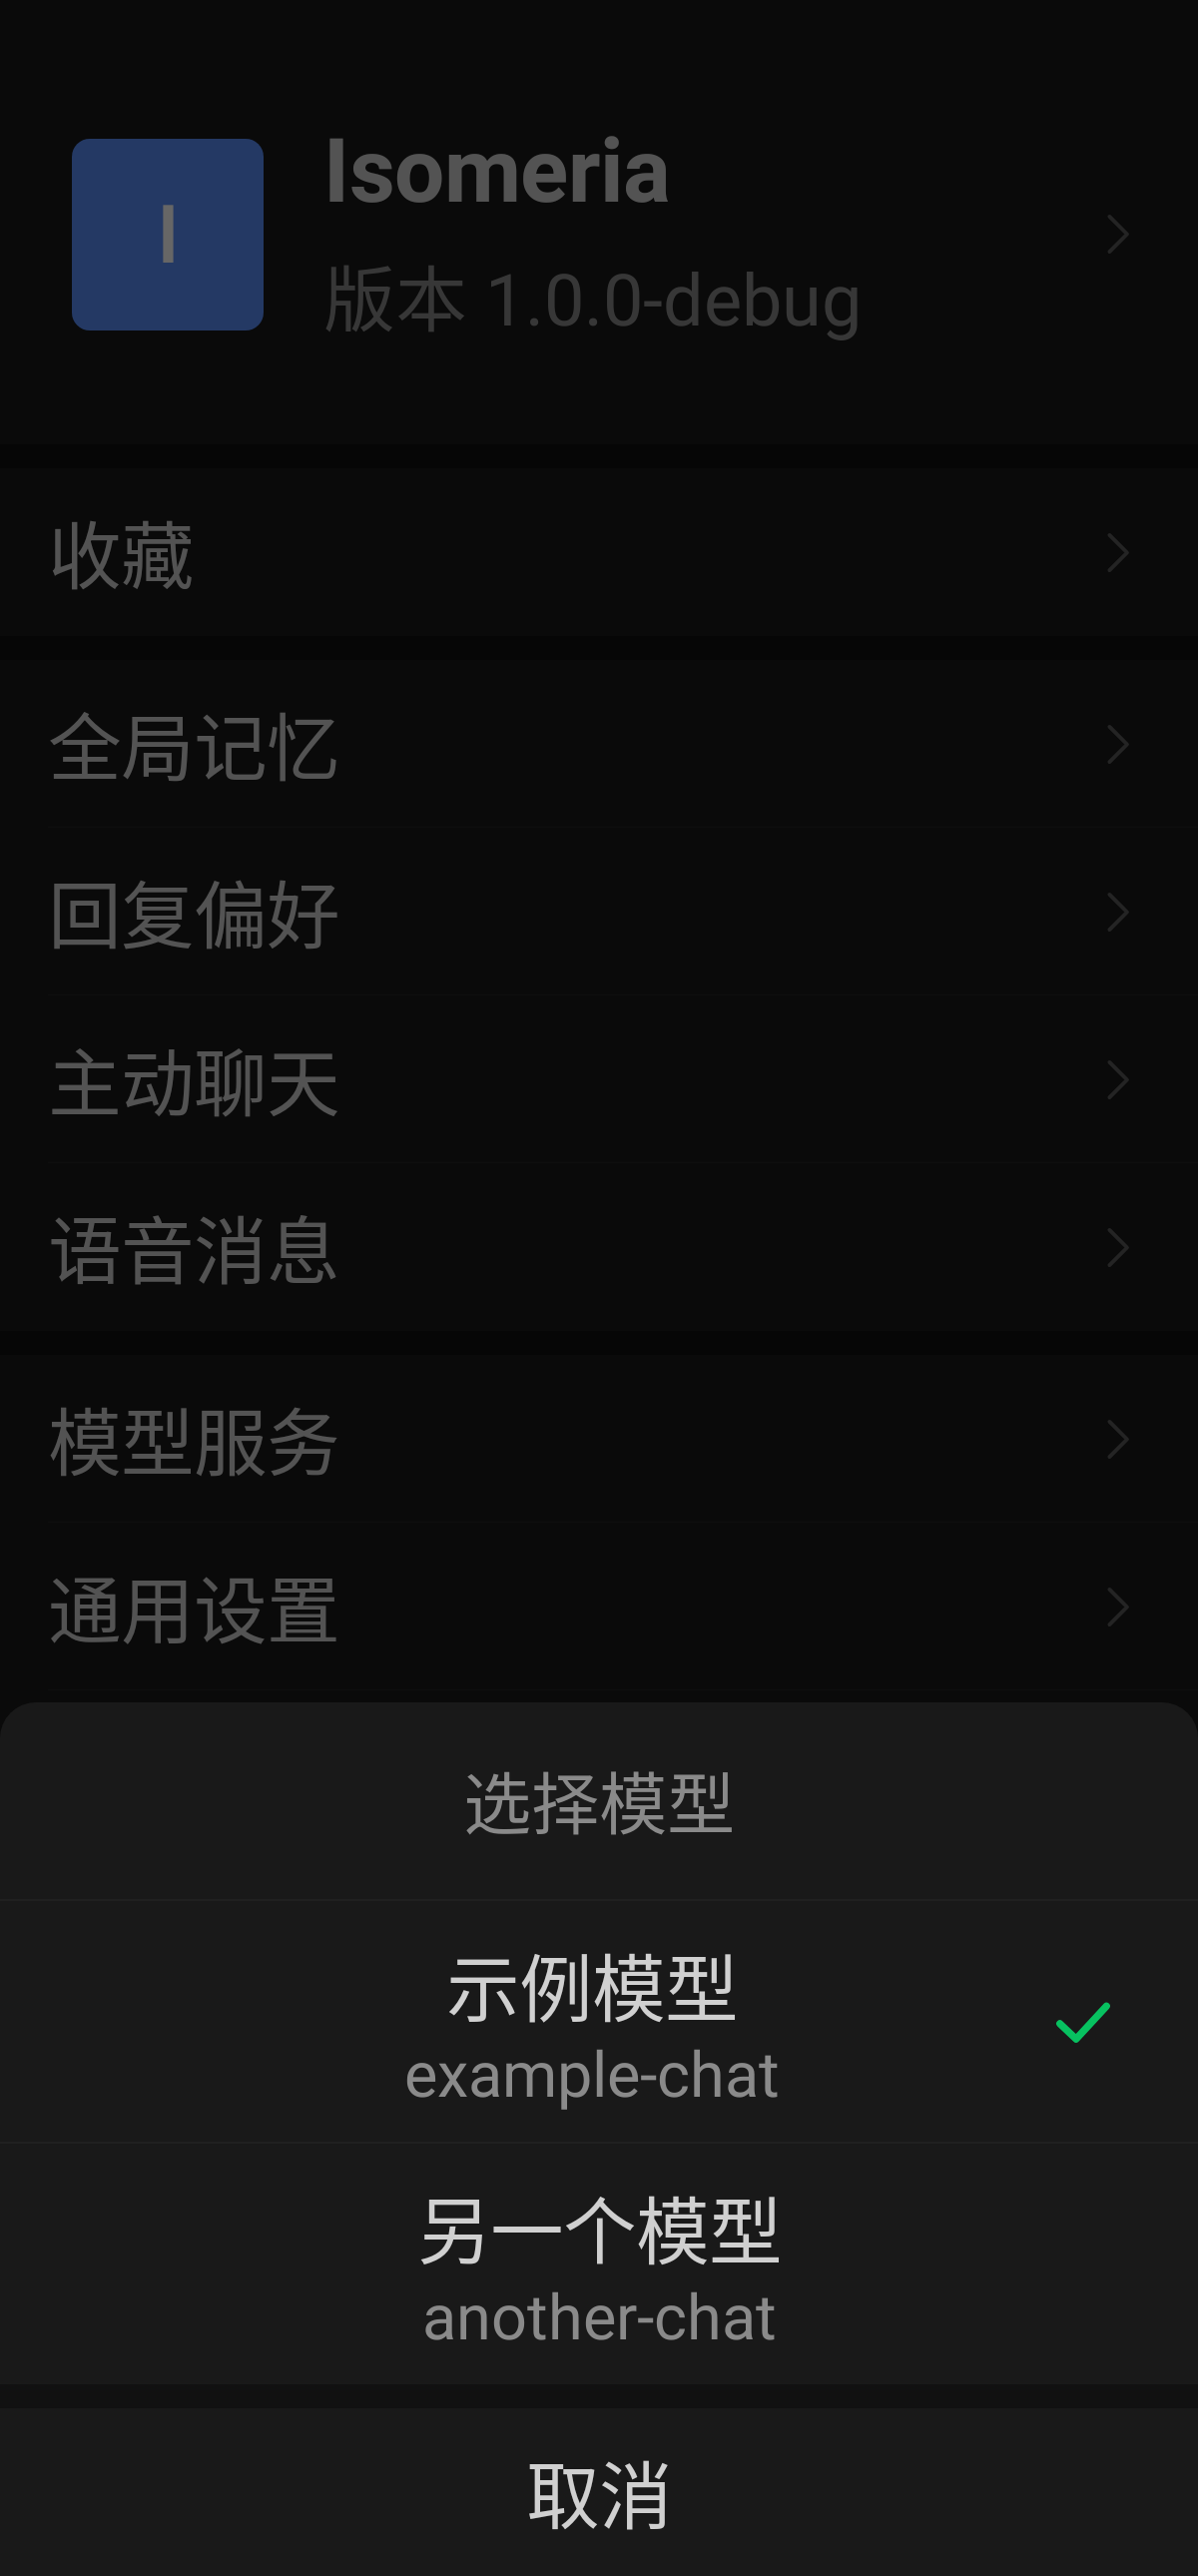 I
Isomeria
版本 1.0.0-debug
收藏
全局记忆
回复偏好
主动聊天
语音消息
模型服务
通用设置
选择模型
示例模型
example-chat
另一个模型
another-chat
取消